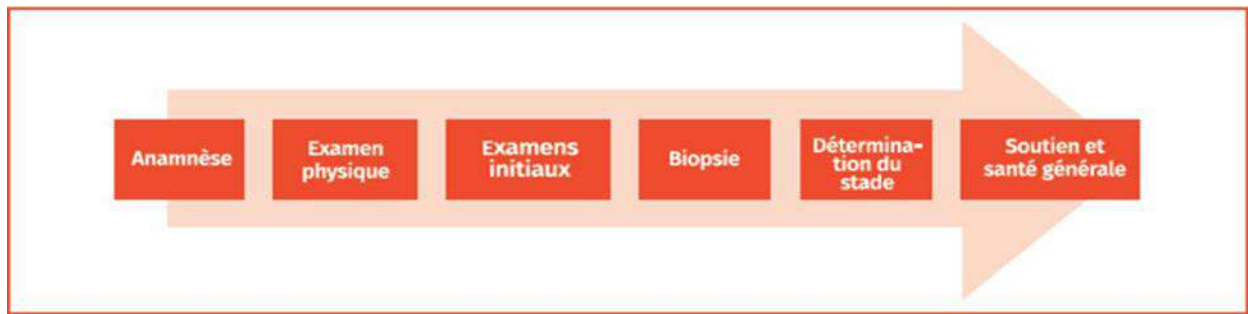 Anamnèse
Examen
physique
Examens
initiaux
Biopsie
Détermina-
tion du
stade
Soutien et
santé générale